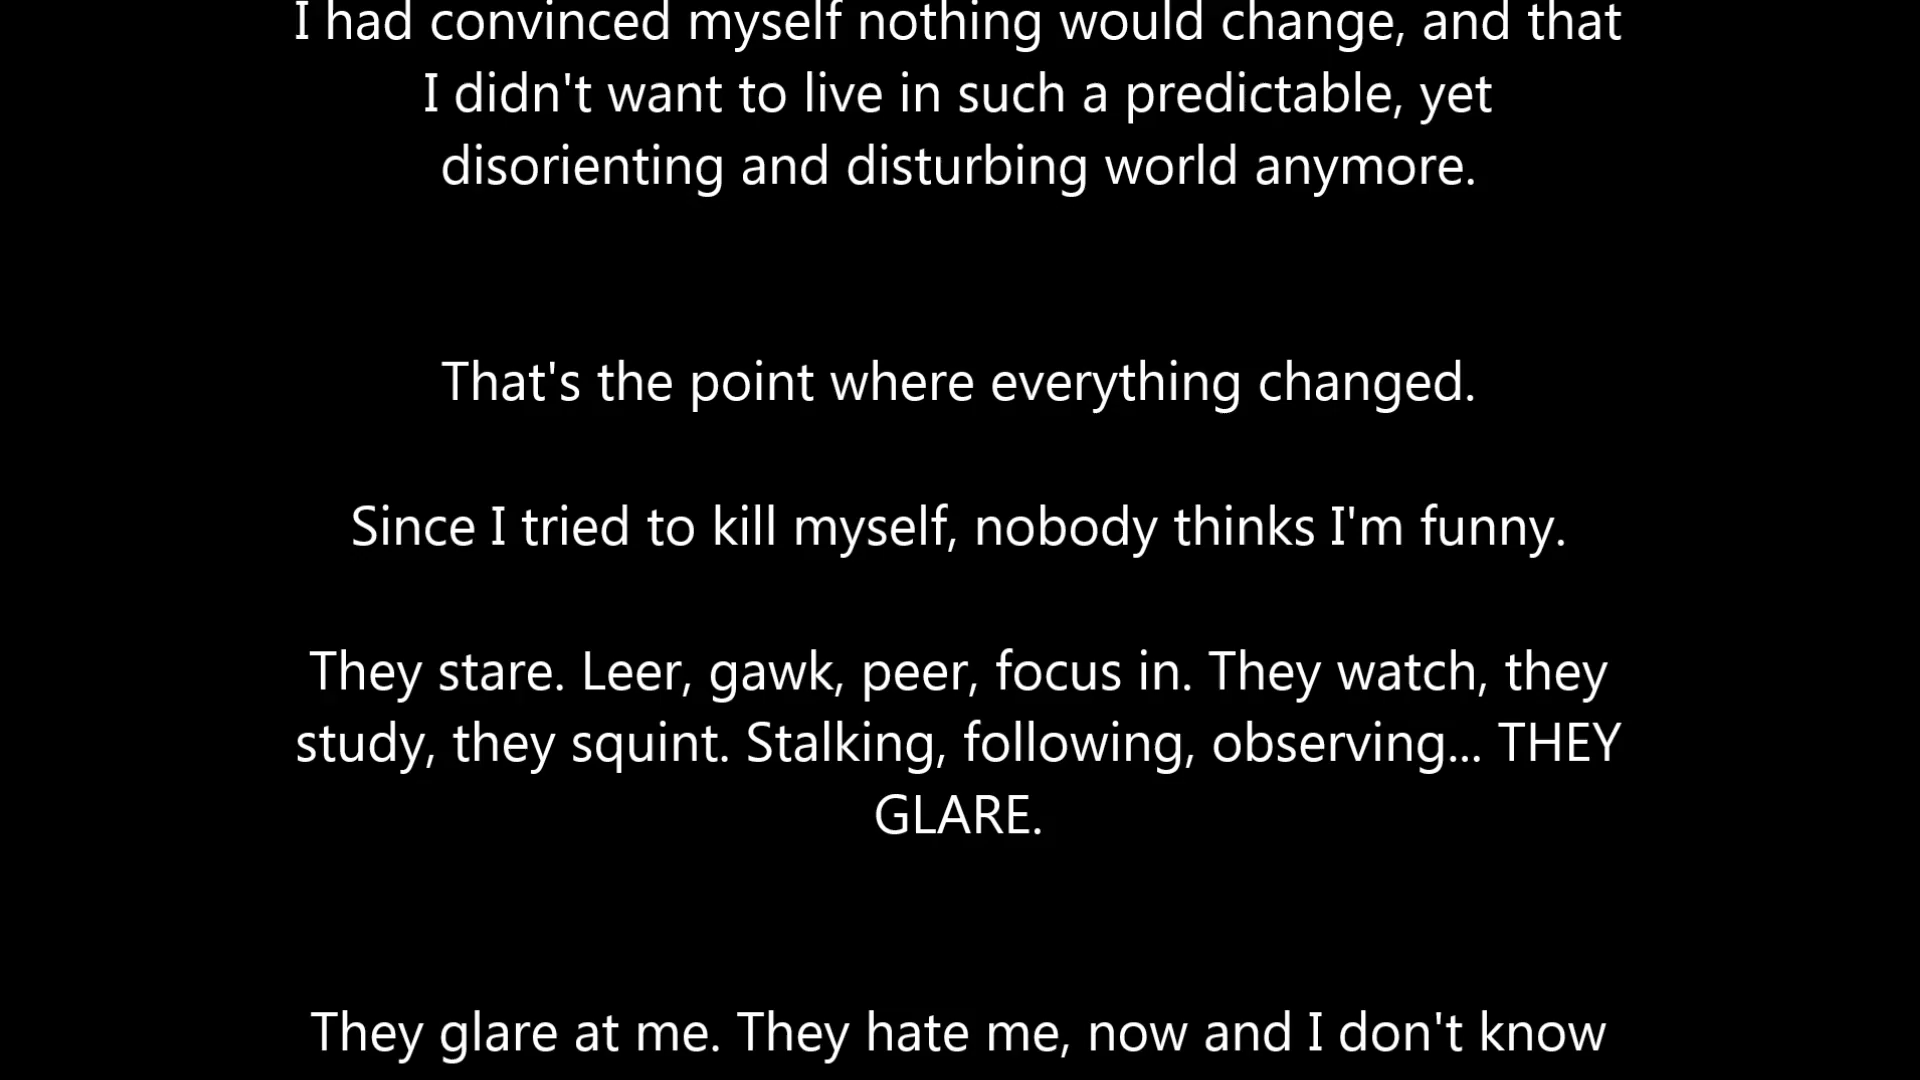 I had convinced myself nothing would change, and that
I didn't want to live in such a predictable, yet
disorienting and disturbing world anymore.
That's the point where everything changed.
Since I tried to kill myself, nobody thinks I'm funny.
They stare. Leer, gawk, peer, focus in. They watch, they
study, they squint. Stalking, following, observing... THEY
GLARE.
They glare at me. They hate me, now and I don't know